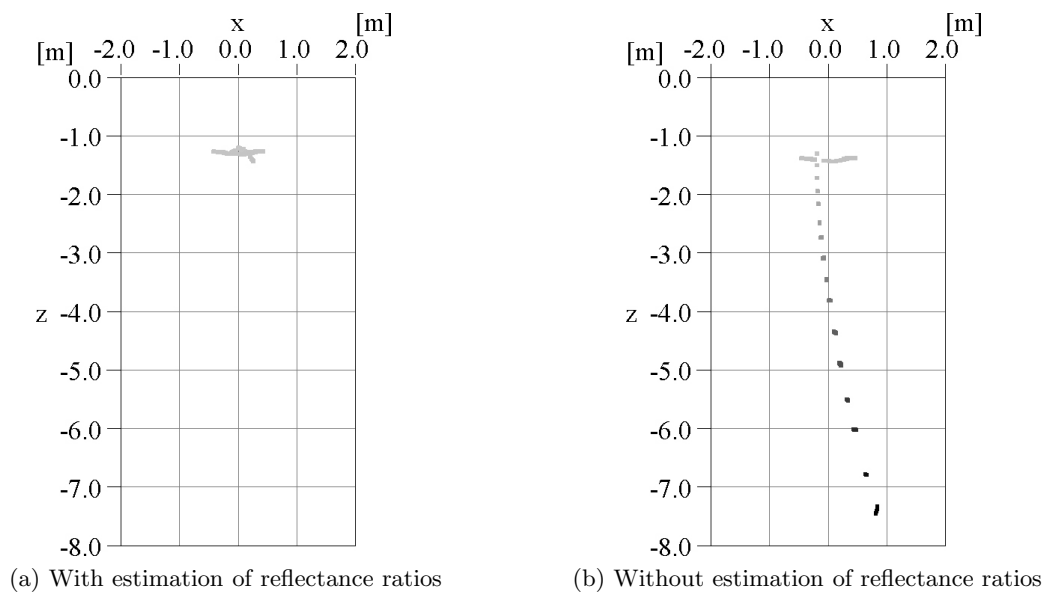 x [m]
[m] -2.0 -1.0 0.0 1.0 2.0
0.0
-1.0
-2.0
-3.0
z -4.0
-5.0
-6.0
-7.0
-8.0
(a) With estimation of reflectance ratios
x [m]
[m] -2.0 -1.0 0.0 1.0 2.0
0.0
-1.0
-2.0
-3.0
z -4.0
-5.0
-6.0
-7.0
-8.0
(b) Without estimation of reflectance ratios